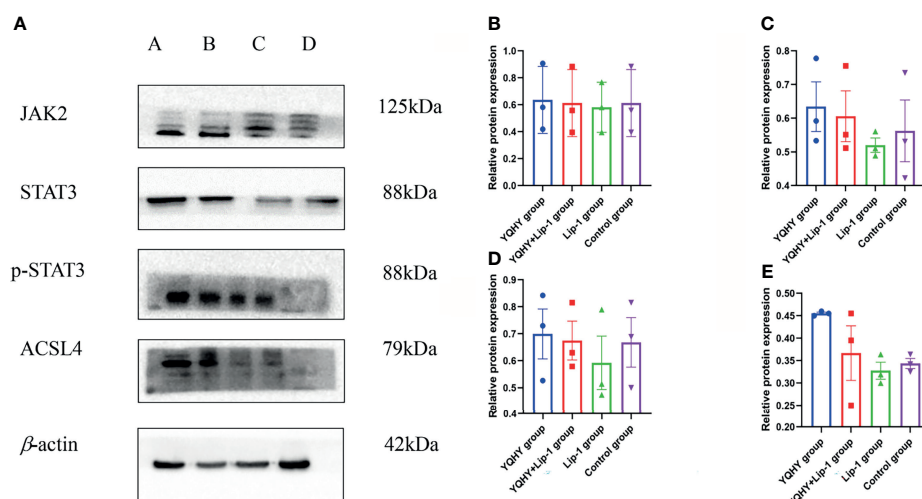 A
A B C D
JAK2 125kDa
STAT3 88kDa
p-STAT3 88kDa
ACSL4 79kDa
β-actin 42kDa
B
Relative protein expression
1.0
0.8
0.6
0.4
0.2
0.0
YQHY group
YQHY+Lip-1 group
Lip-1 group
Control group
C
Relative protein expression
0.8
0.7
0.6
0.5
0.4
YQHY group
YQHY+Lip-1 group
Lip-1 group
Control group
D
Relative protein expression
0.9
0.8
0.7
0.6
0.5
0.4
YQHY group
YQHY+Lip-1 group
Lip-1 group
Control group
E
Relative protein expression
0.50
0.45
0.40
0.35
0.30
0.25
0.20
YQHY group
YQHY+Lip-1 group
Lip-1 group
Control group